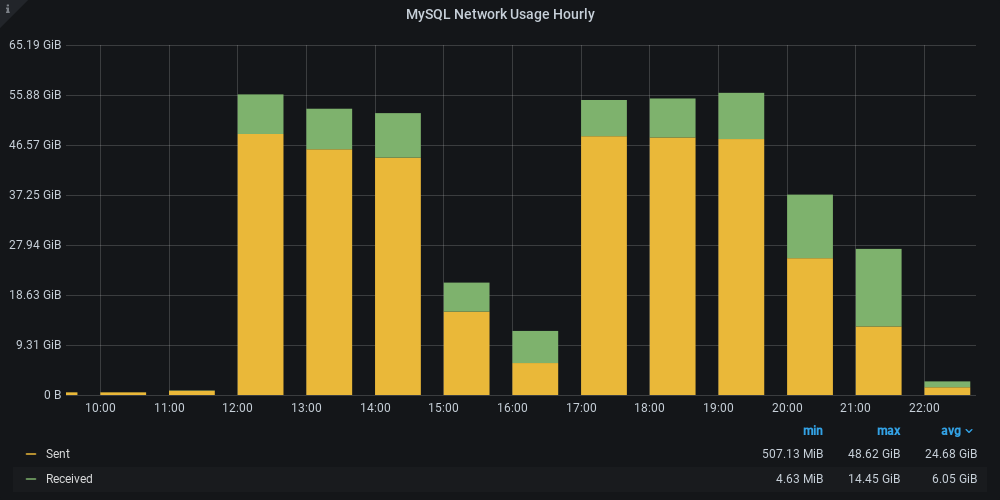 i
MySQL Network Usage Hourly
65.19 GiB
55.88 GiB
46.57 GiB
37.25 GiB
27.94 GiB
18.63 GiB
9.31 GiB
0 B
10:00 11:00 12:00 13:00 14:00 15:00 16:00 17:00 18:00 19:00 20:00 21:00 22:00
min max avg
Sent 507.13 MiB 48.62 GiB 24.68 GiB
Received 4.63 MiB 14.45 GiB 6.05 GiB